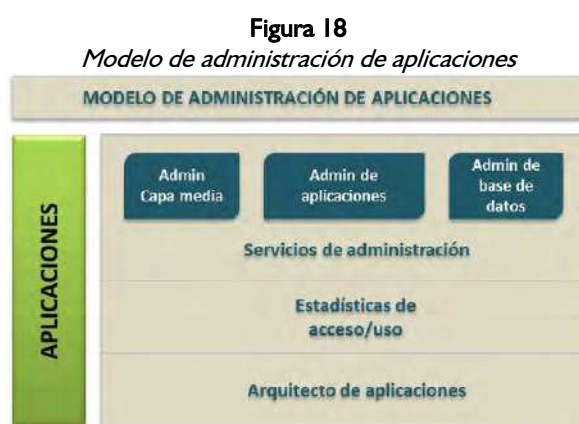 Figura 18
Modelo de administración de aplicaciones
MODELO DE ADMINISTRACIÓN DE APLICACIONES
APLICACIONES
Admin
Capa media
Admin de
aplicaciones
Admin de
base de
datos
Servicios de administración
Estadísticas de
acceso/uso
Arquitecto de aplicaciones